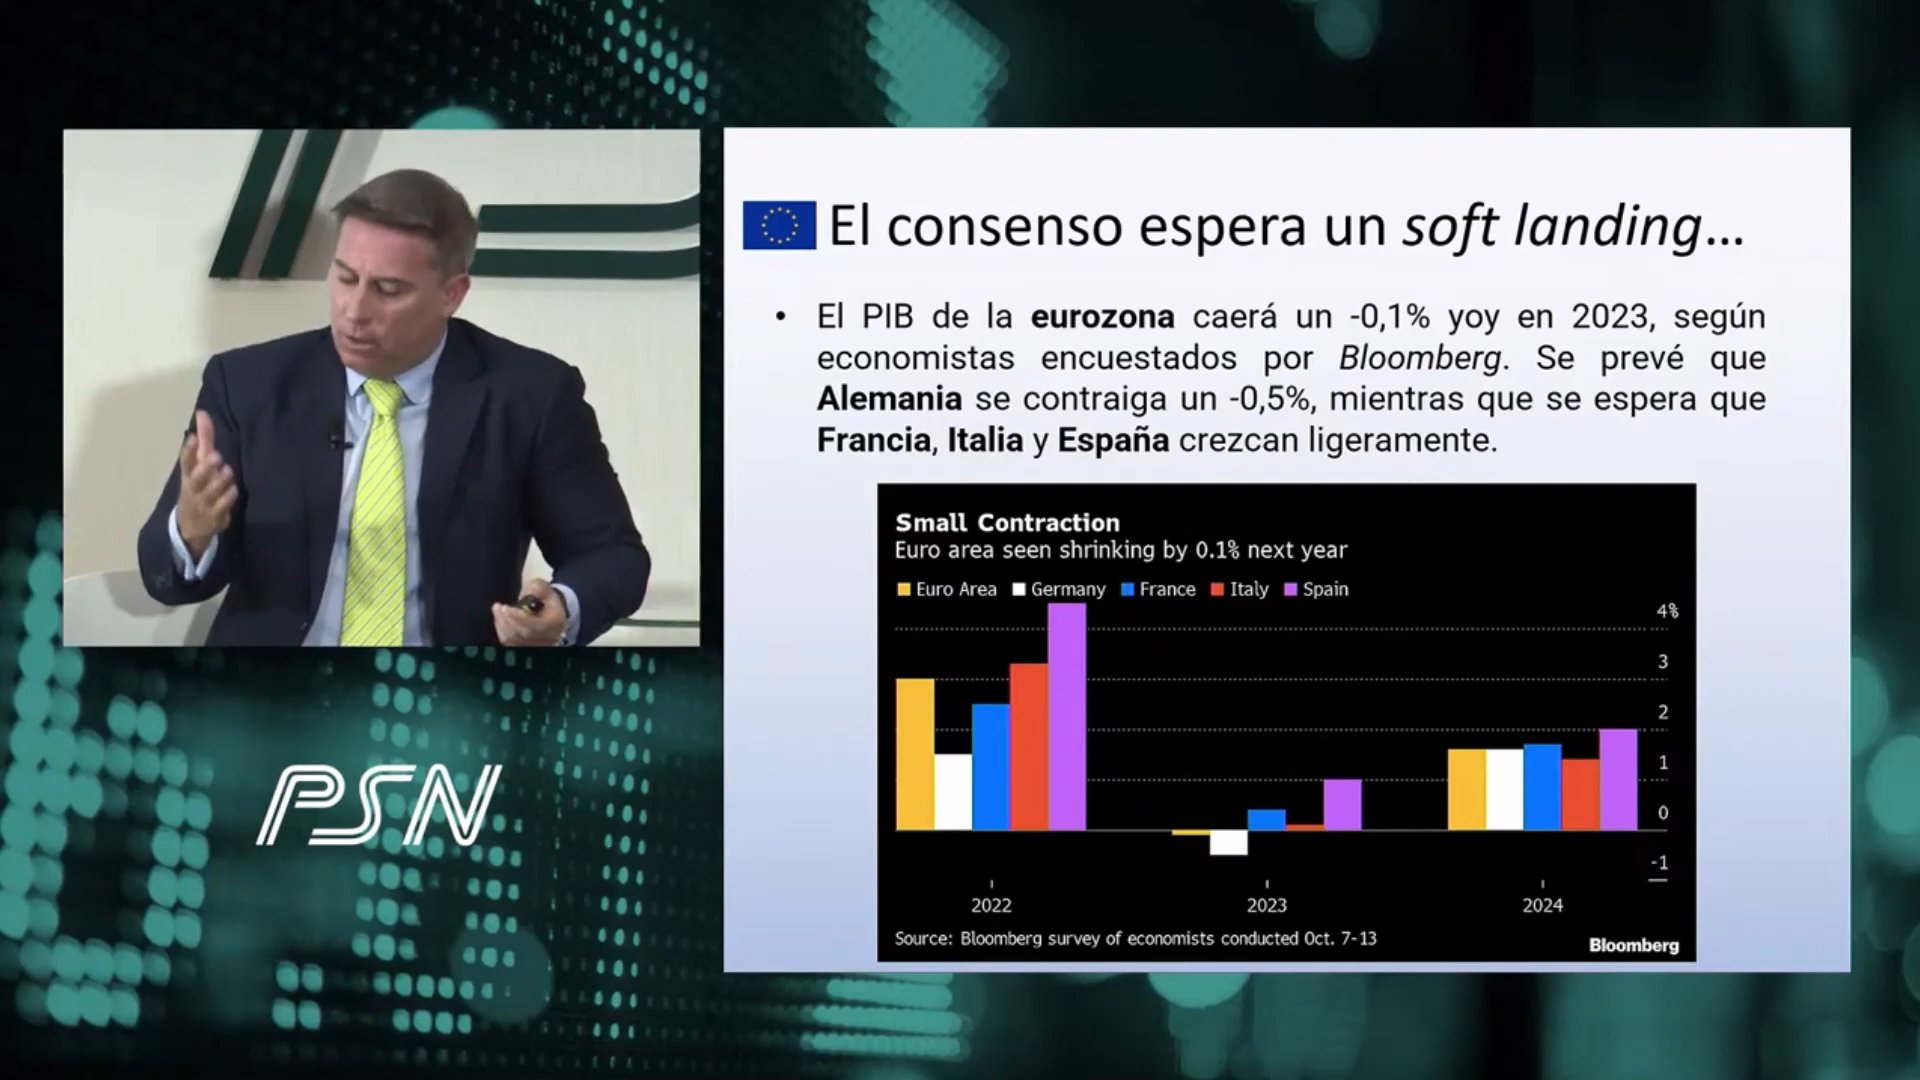 El consenso espera un soft landing...
• El PIB de la eurozona caerá un -0,1% yoy en 2023, según
economistas encuestados por Bloomberg. Se prevé que
Alemania se contraiga un -0,5%, mientras que se espera que
Francia, Italia y España crezcan ligeramente.
Small Contraction
Euro area seen shrinking by 0.1% next year
Euro Area Germany France Italy Spain
4%
3
2
1
0
-1
2022 2023 2024
Source: Bloomberg survey of economists conducted Oct. 7-13
Bloomberg
PSN